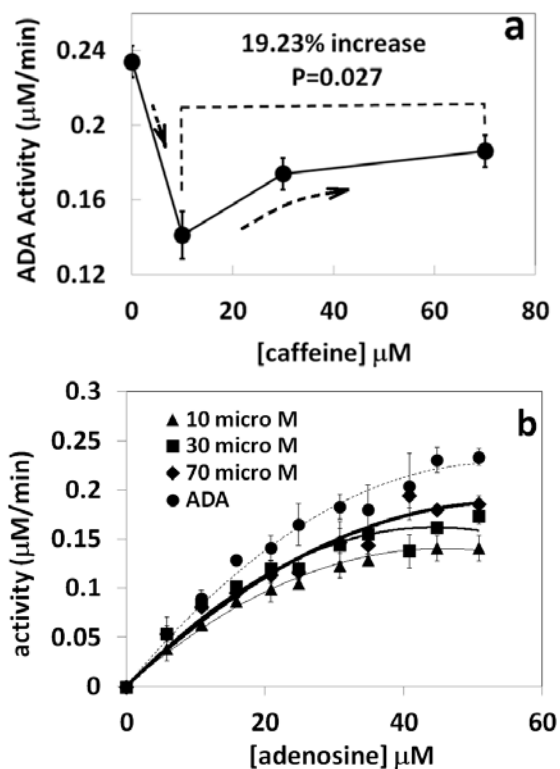 a
19.23% increase
P=0.027
ADA Activity (μM/min)
0.24
0.2
0.16
0.12
0 20 40 60 80
[caffeine] μM
b
10 micro M
30 micro M
70 micro M
ADA
activity (μM/min)
0.3
0.25
0.2
0.15
0.1
0.05
0
0 20 40 60
[adenosine] μM